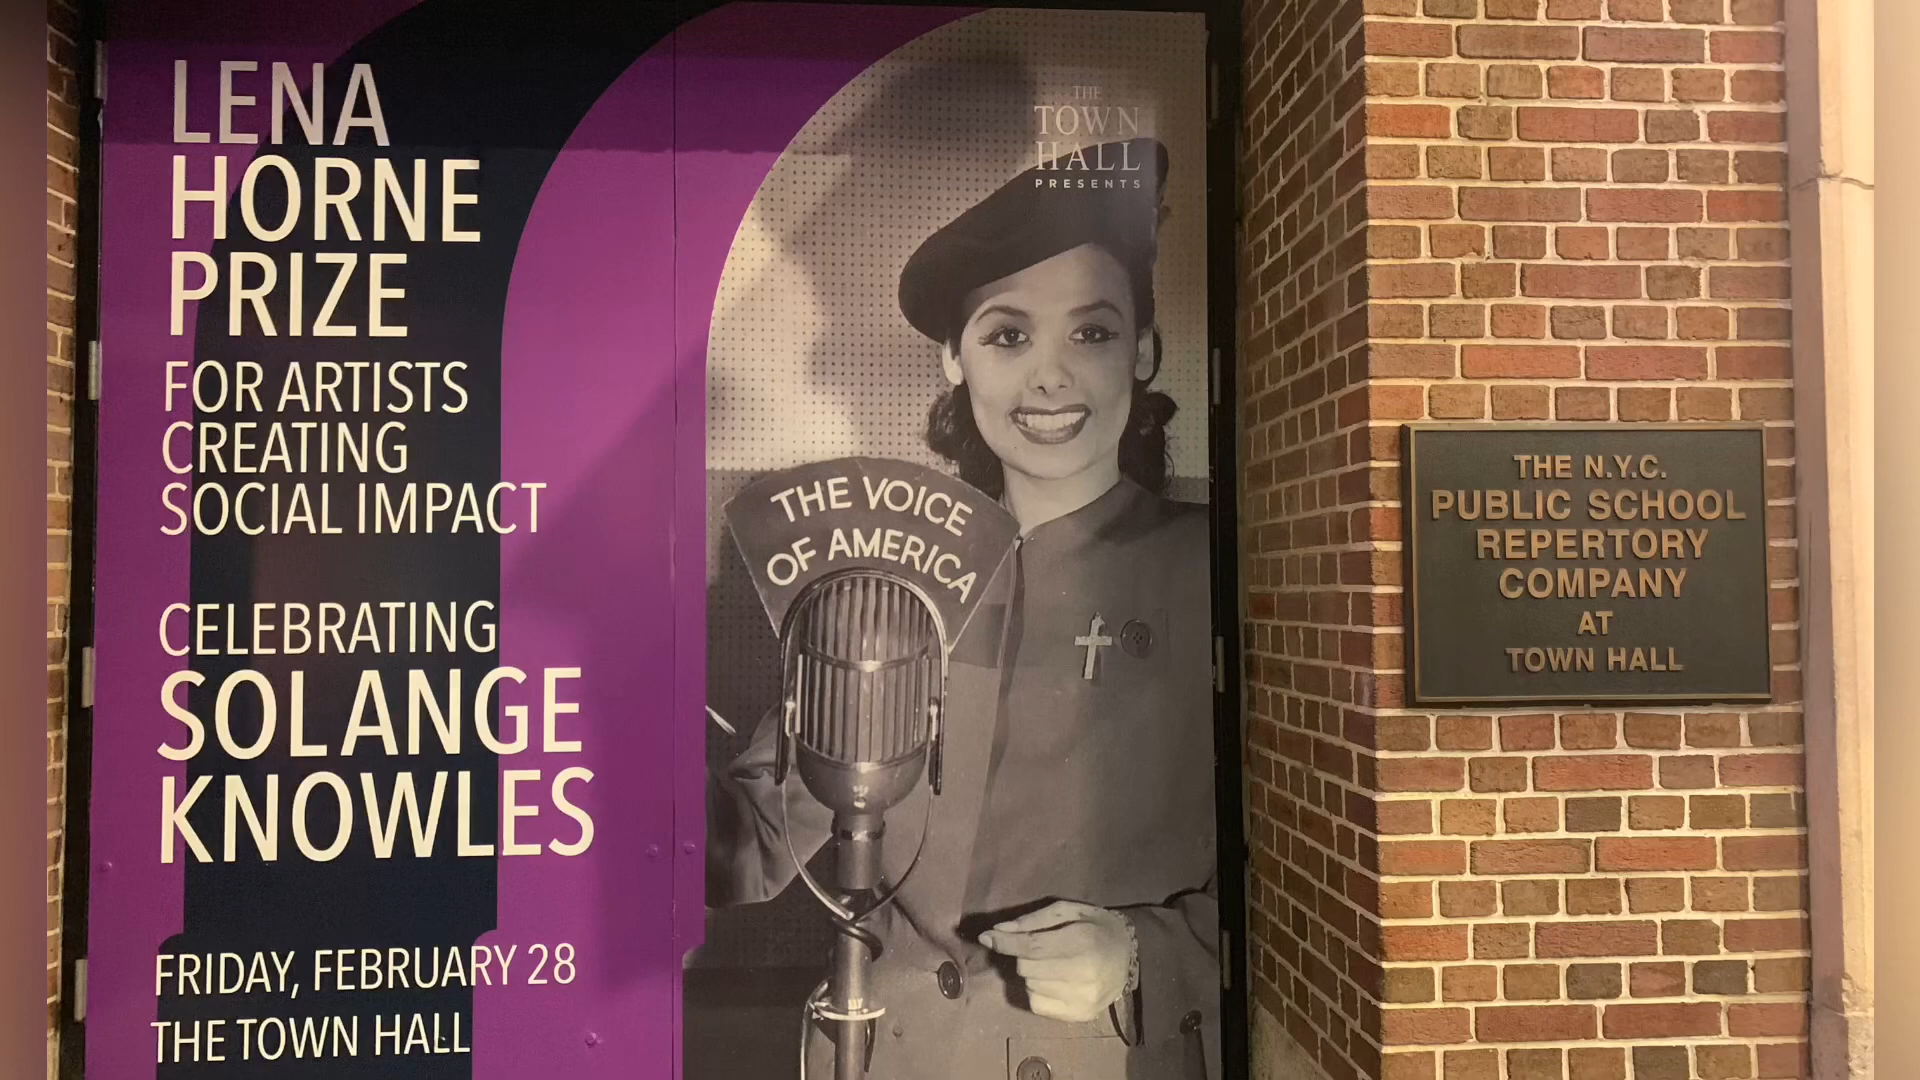 LENA
HORNE
PRIZE
FOR ARTISTS
CREATING
SOCIAL IMPACT
CELEBRATING
SOLANGE
KNOWLES
FRIDAY, FEBRUARY 28
THE TOWN HALL
THE
TOWN
HALL
PRESENTS
THE VOICE
OF AMERICA
THE N.Y.C.
PUBLIC SCHOOL
REPERTORY
COMPANY
AT
TOWN HALL